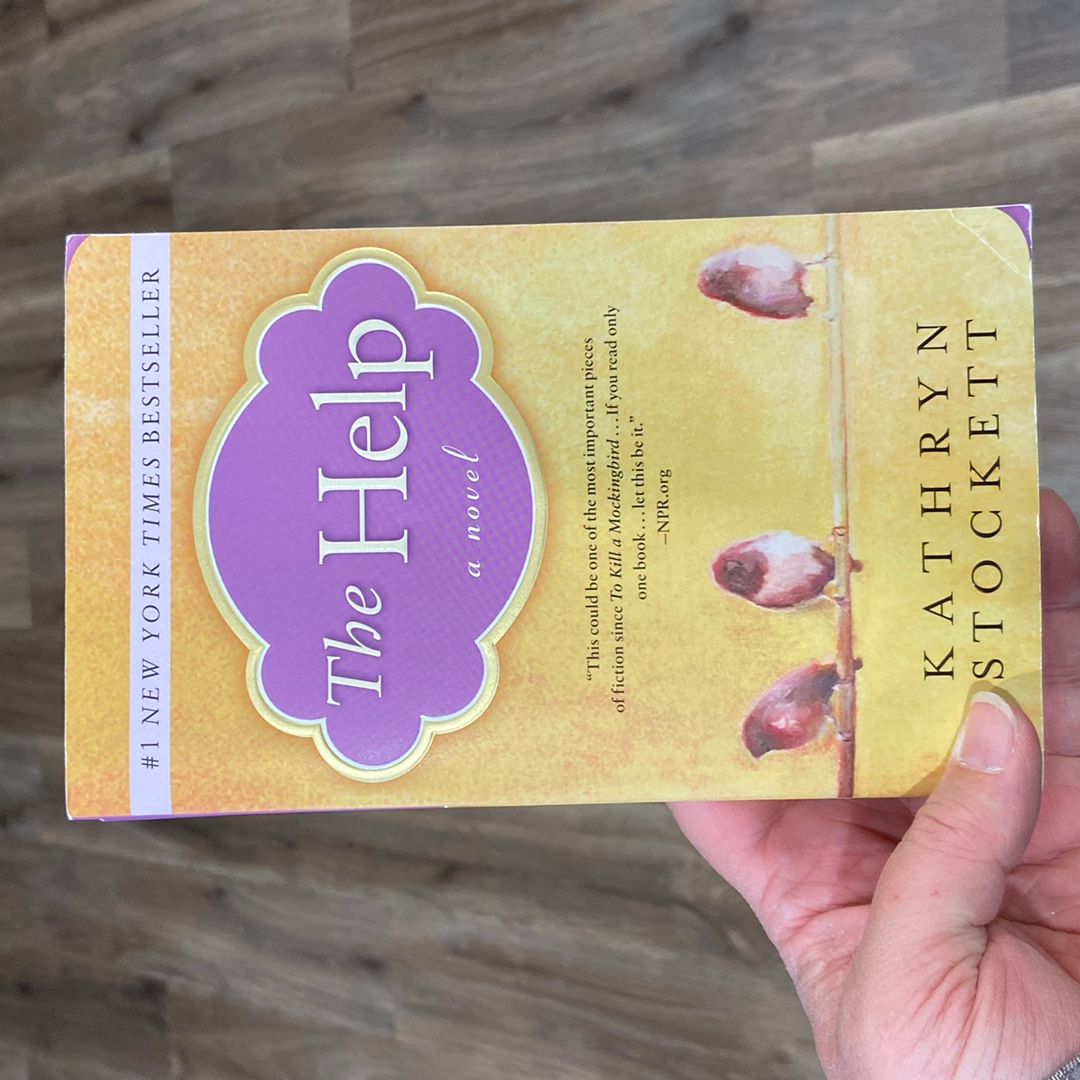 #1 NEW YORK TIMES BESTSELLER
The Help
a novel
“This could be one of the most important pieces
of fiction since To Kill a Mockingbird...If you read only
one book...let this be it.”
—NPR.org
KATHRYN
STOCKETT